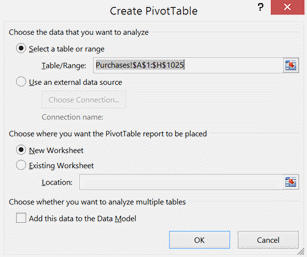 Create PivotTable
Choose the data that you want to analyze
Select a table or range
Table/Range: Purchases!$A$1:$H$1025
Use an external data source
Choose Connection...
Connection name:
Choose where you want the PivotTable report to be placed
New Worksheet
Existing Worksheet
Location:
Choose whether you want to analyze multiple tables
Add this data to the Data Model
OK Cancel